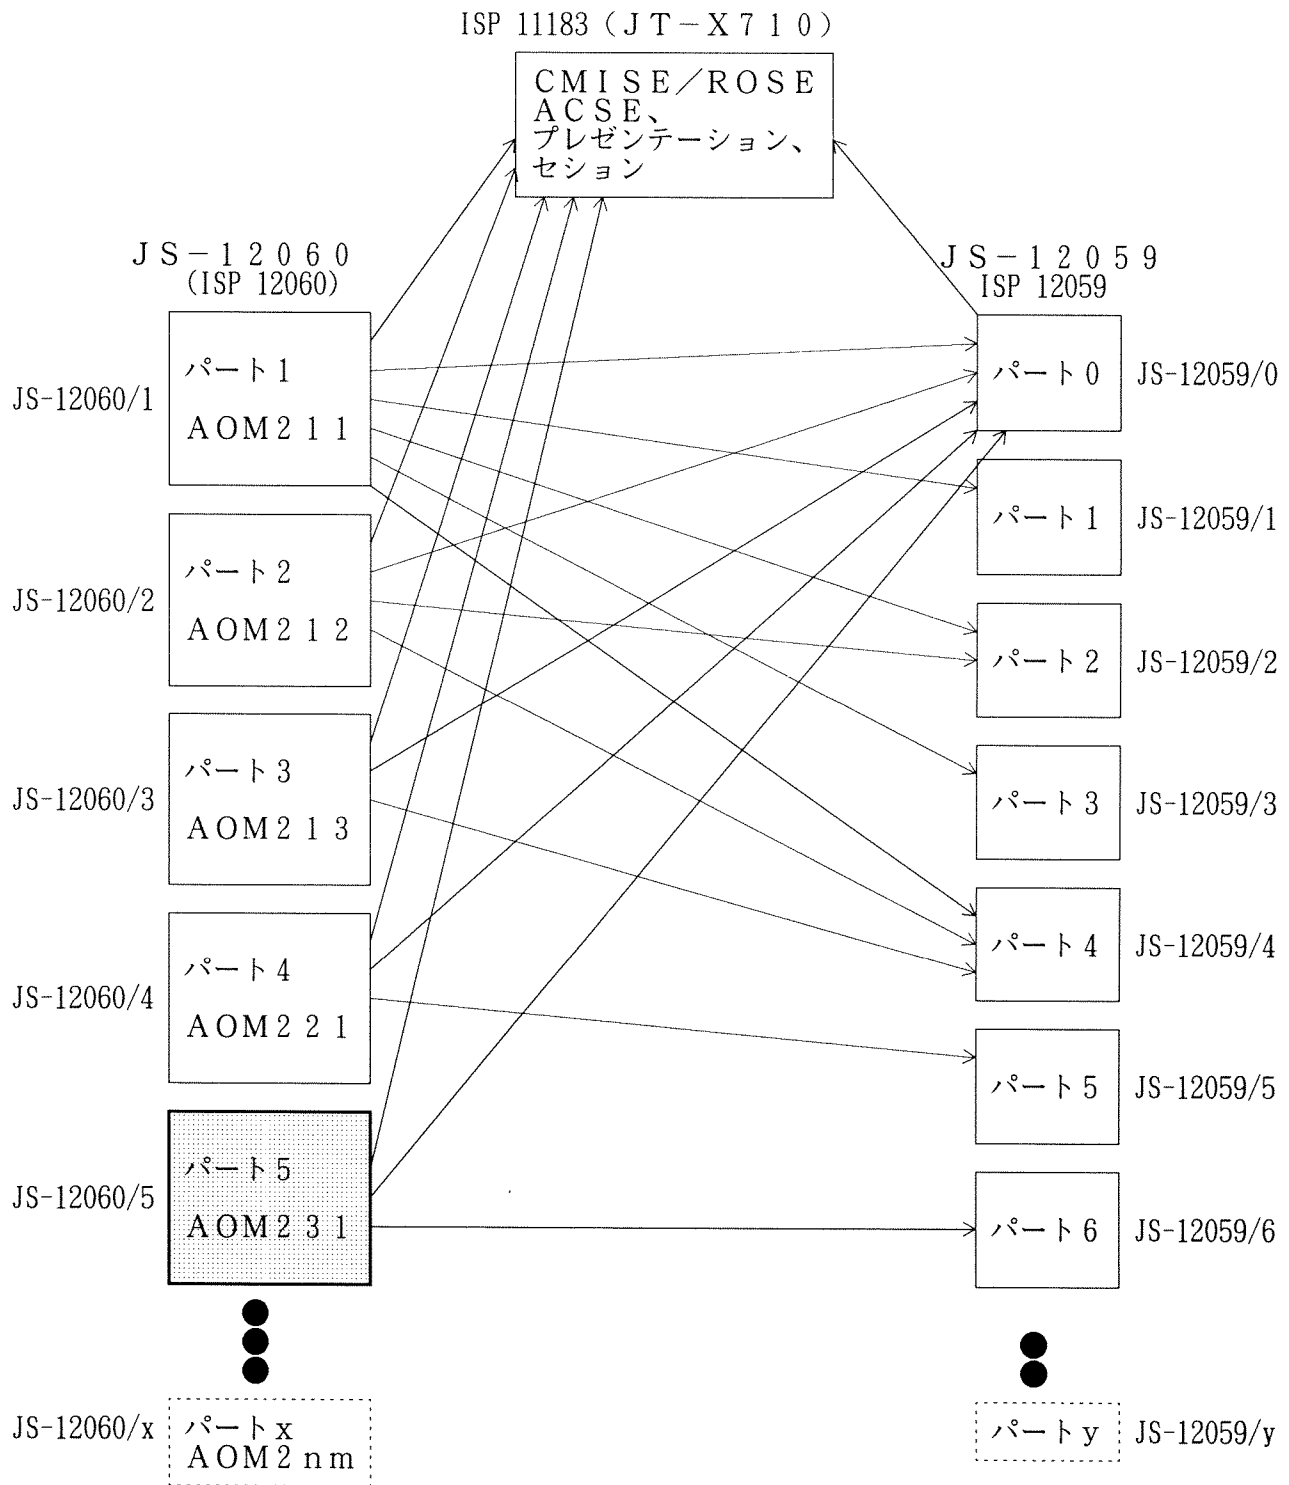 ISP 11183（ＪＴ－Ｘ７１０）
ＣＭＩＳＥ／ＲＯＳＥ
ＡＣＳＥ、
プレゼンテーション、
セション
ＪＳ－１２０６０
(ISP 12060)
JS-12060/1
パート1
ＡＯＭ２１１
JS-12060/2
パート2
ＡＯＭ２１２
JS-12060/3
パート3
ＡＯＭ２１３
JS-12060/4
パート4
ＡＯＭ２２１
JS-12060/5
パート5
ＡＯＭ２３１
JS-12060/x
パートx
ＡＯＭ２ｎｍ
ＪＳ－１２０５９
ISP 12059
パート0
JS-12059/0
パート1
JS-12059/1
パート2
JS-12059/2
パート3
JS-12059/3
パート4
JS-12059/4
パート5
JS-12059/5
パート6
JS-12059/6
パートy
JS-12059/y